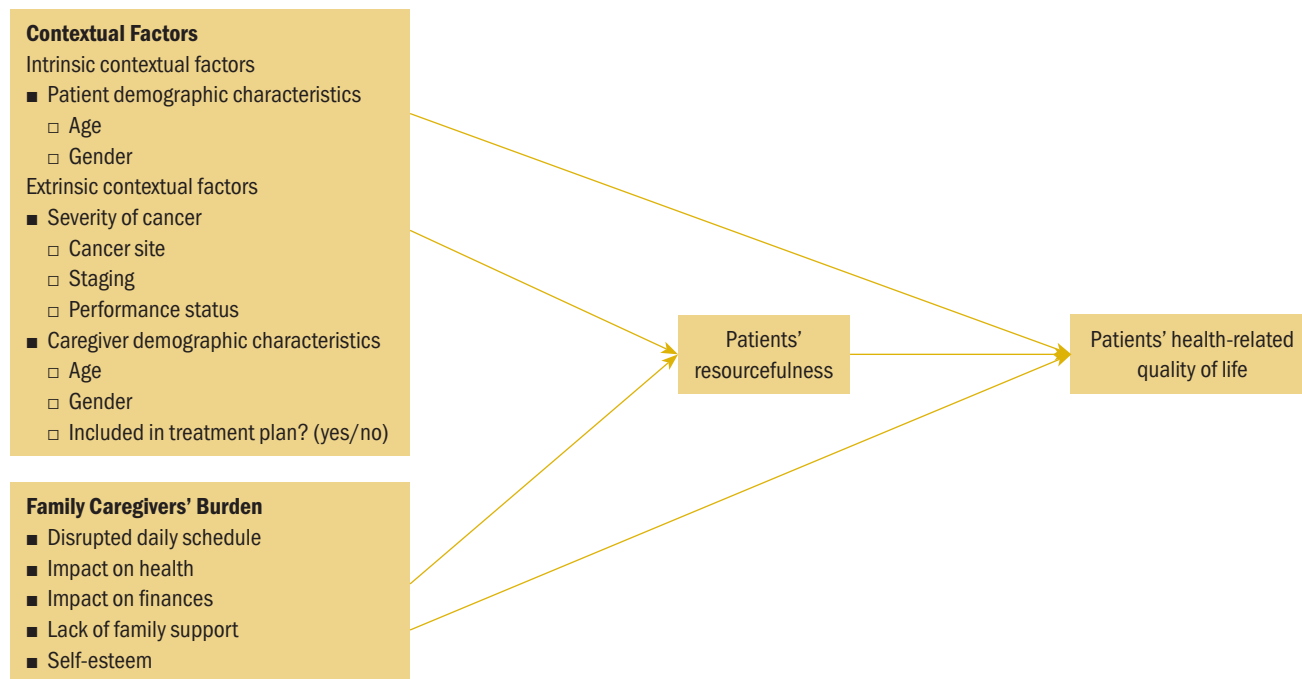 Contextual Factors
Intrinsic contextual factors
■ Patient demographic characteristics
□ Age
□ Gender
Extrinsic contextual factors
■ Severity of cancer
□ Cancer site
□ Staging
□ Performance status
■ Caregiver demographic characteristics
□ Age
□ Gender
□ Included in treatment plan? (yes/no)
Family Caregivers’ Burden
■ Disrupted daily schedule
■ Impact on health
■ Impact on finances
■ Lack of family support
■ Self-esteem
Patients’
resourcefulness
Patients’ health-related
quality of life